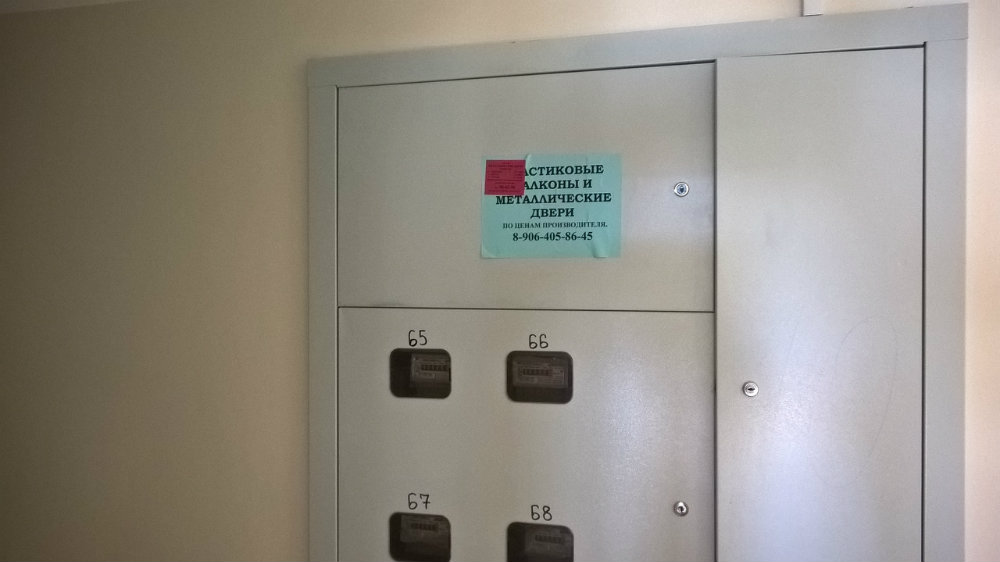 АСТИКОВЫЕ
АЛКОНЫ И
МЕТАЛЛИЧЕСКИЕ
ДВЕРИ
ПО ЦЕНАМ ПРОИЗВОДИТЕЛЯ.
8-906-405-86-45
65
66
67
68